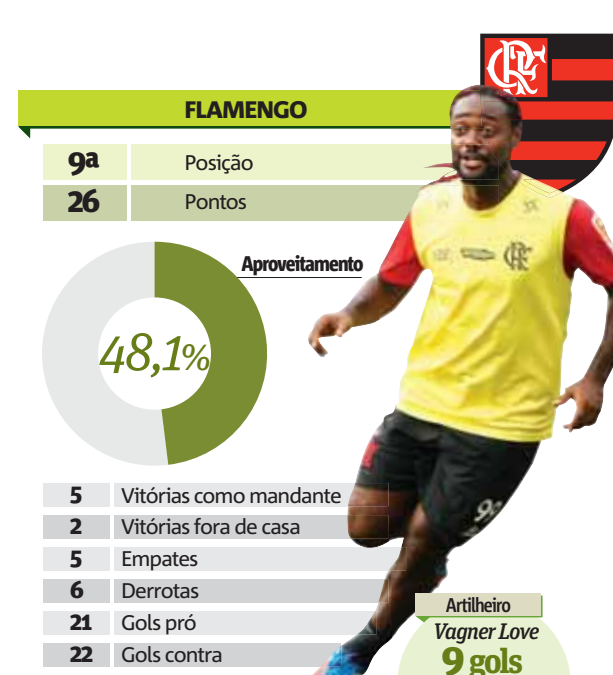 FLAMENGO
9ª Posição
26 Pontos
Aproveitamento
48,1%
5 Vitórias como mandante
2 Vitórias fora de casa
5 Empates
6 Derrotas
21 Gols pró
22 Gols contra
Artilheiro
Vagner Love
9 gols